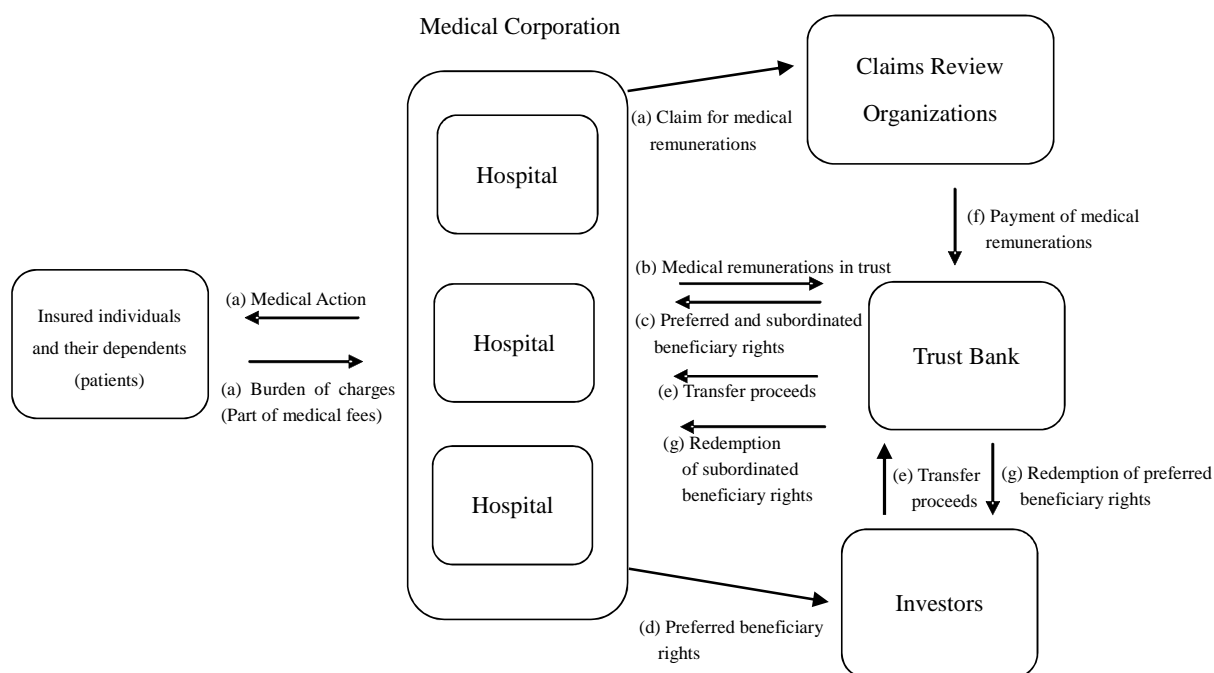 Medical Corporation
Claims Review
Organizations
(a) Claim for medical
remunerations
Hospital
(f) Payment of medical
remunerations
(b) Medical remunerations in trust
(a) Medical Action
Insured individuals
and their dependents
(patients)
(c) Preferred and subordinated
beneficiary rights
Hospital
Trust Bank
(a) Burden of charges
(Part of medical fees)
(e) Transfer proceeds
(g) Redemption
of subordinated
beneficiary rights
(e) Transfer
proceeds
(g) Redemption of preferred
beneficiary rights
Hospital
Investors
(d) Preferred beneficiary
rights